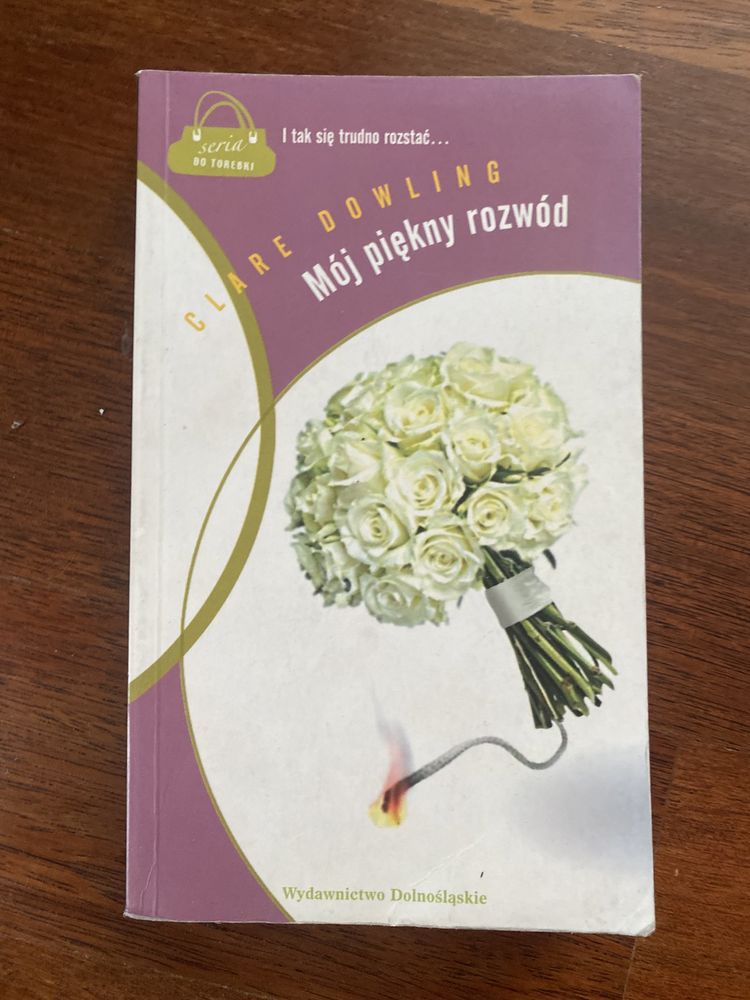 seria
DO TOREBKI
I tak się trudno rozstać...
CLARE DOWLING
Mój piękny rozwód
Wydawnictwo Dolnośląskie